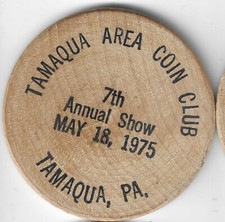 TAMAQUA AREA COIN CLUB
7th
Annual Show
MAY 18, 1975
TAMAQUA, PA.